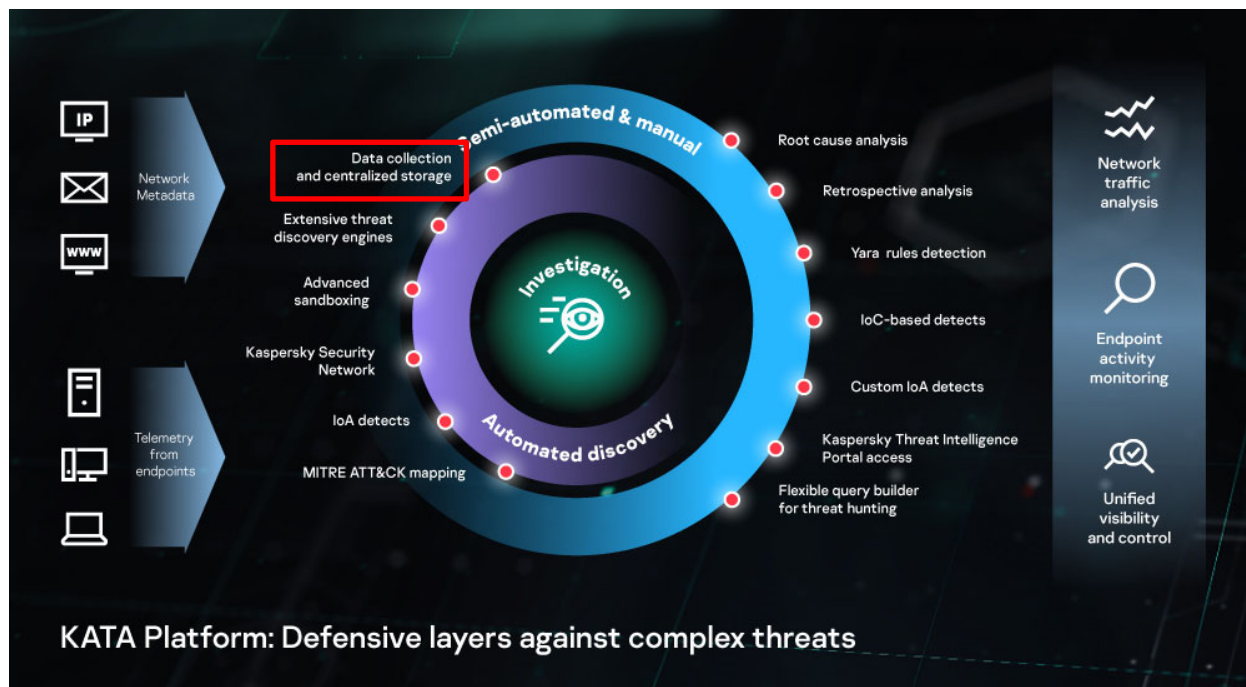 IP
WWW
Network
Metadata
Telemetry
from
endpoints
Semi-automated & manual
Data collection
and centralized storage
Extensive threat
discovery engines
Advanced
sandboxing
Kaspersky Security
Network
IoA detects
MITRE ATT&CK mapping
Investigation
Automated discovery
Root cause analysis
Retrospective analysis
Yara rules detection
IoC-based detects
Custom IoA detects
Kaspersky Threat Intelligence
Portal access
Flexible query builder
for threat hunting
Network
traffic
analysis
Endpoint
activity
monitoring
Unified
visibility
and control
KATA Platform: Defensive layers against complex threats